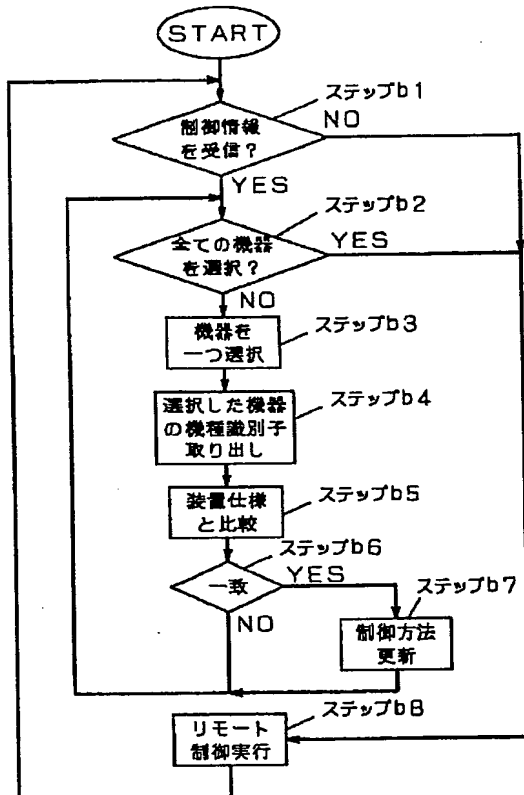 START
ステップb1
制御情報
を受信？
NO
YES
ステップb2
全ての機器
を選択？
YES
NO
ステップb3
機器を
一つ選択
ステップb4
選択した機器
の機種識別子
取り出し
ステップb5
装置仕様
と比較
ステップb6
一致
YES
NO
ステップb7
制御方法
更新
ステップb8
リモート
制御実行